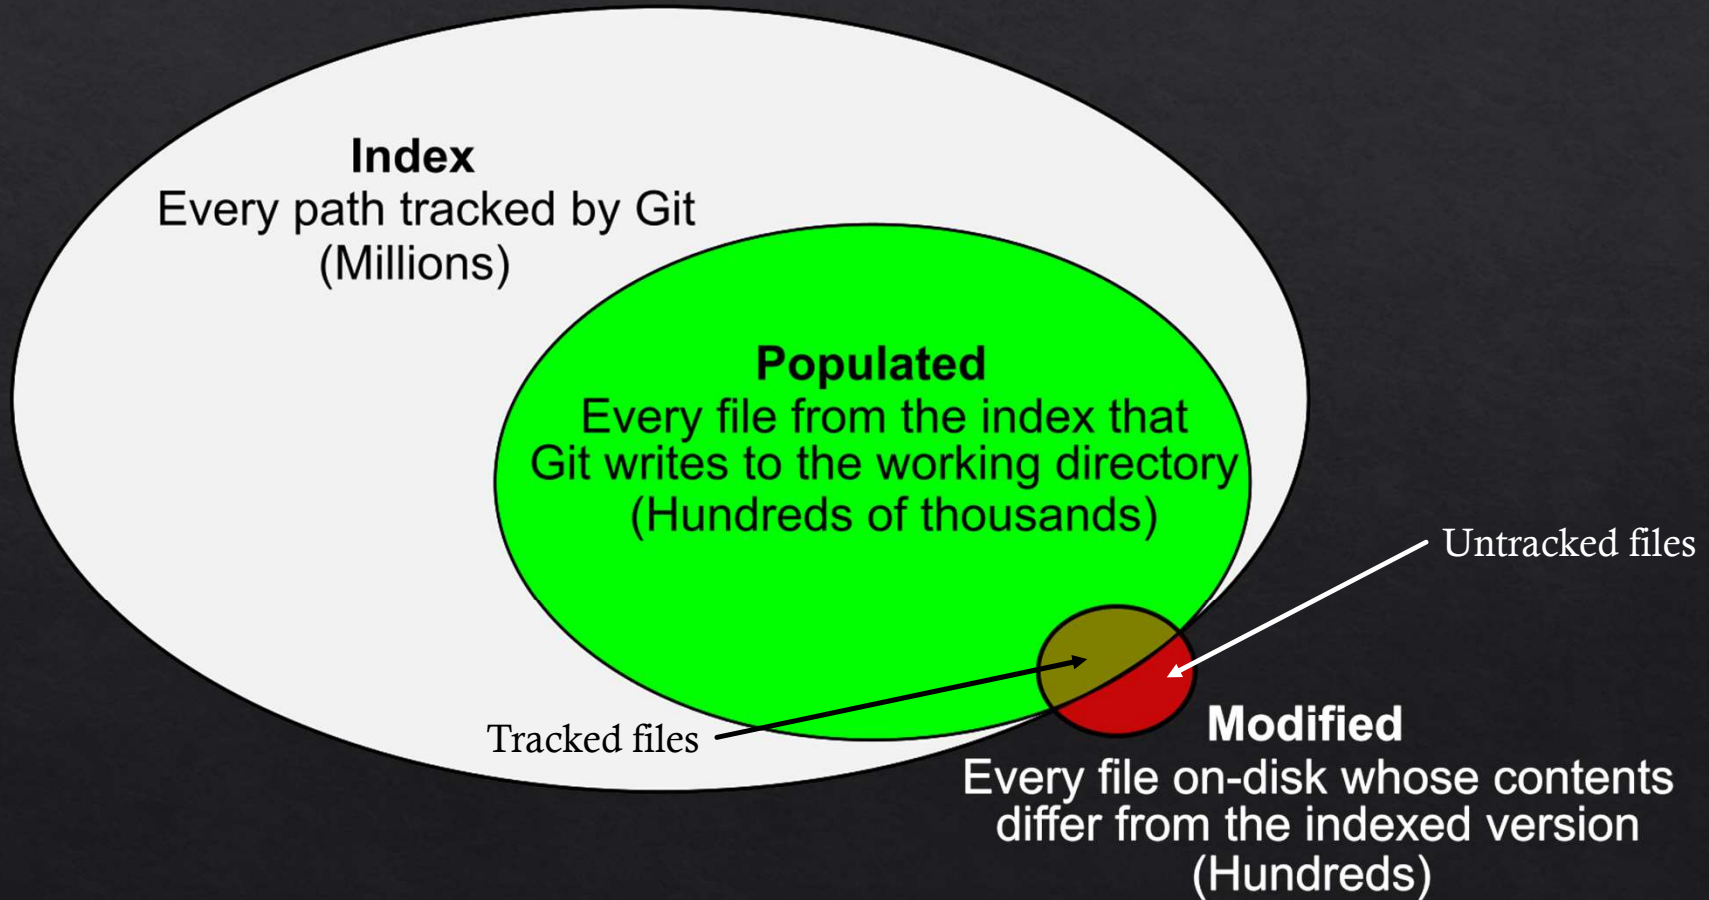 Index
Every path tracked by Git
(Millions)
Populated
Every file from the index that
Git writes to the working directory
(Hundreds of thousands)
Untracked files
Tracked files
Modified
Every file on-disk whose contents
differ from the indexed version
(Hundreds)